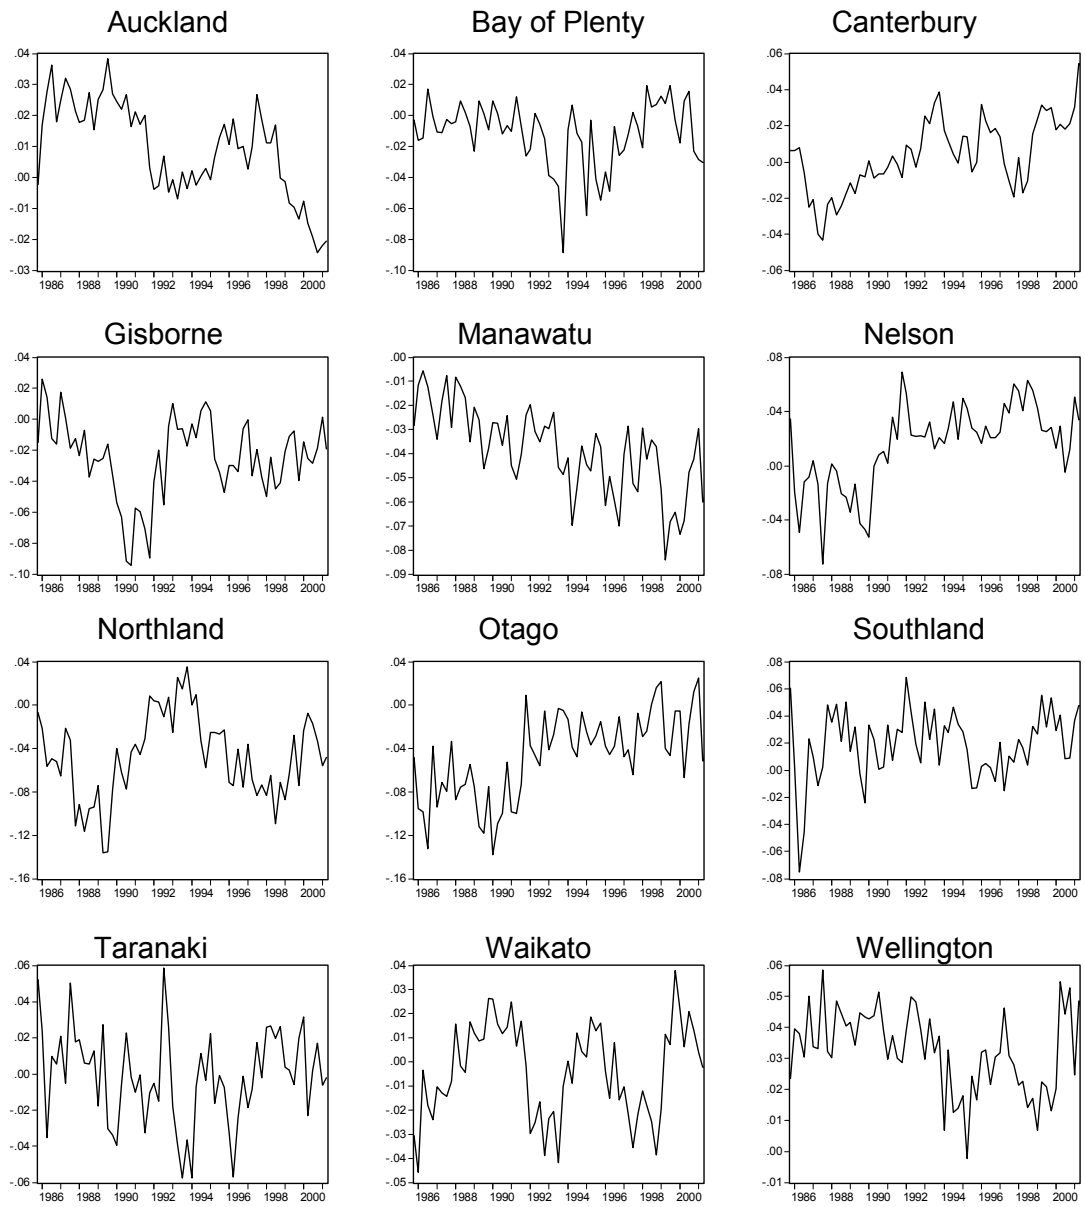 Auckland Bay of Plenty Canterbury
.04 .04 .06
.03 .02 .04
.02 .00 .02
.01 -.02 .00
.00 -.04 -.02
-.01 -.06 -.04
-.02 -.08 -.06
-.03 -.10
1986 1988 1990 1992 1994 1996 1998 2000 1986 1988 1990 1992 1994 1996 1998 2000 1986 1988 1990 1992 1994 1996 1998 2000
Gisborne Manawatu Nelson
.04 .00 .08
.02 -.01 .04
.00 -.02 .00
-.02 -.03 -.04
-.04 -.04 -.08
-.06 -.05
-.08 -.06
-.10 -.07
-.08
-.09
1986 1988 1990 1992 1994 1996 1998 2000 1986 1988 1990 1992 1994 1996 1998 2000 1986 1988 1990 1992 1994 1996 1998 2000
Northland Otago Southland
.04 .04 .08
.00 .00 .06
-.04 -.04 .04
-.08 -.08 .02
-.12 -.12 .00
-.16 -.16 -.02
-.04
-.06
-.08
1986 1988 1990 1992 1994 1996 1998 2000 1986 1988 1990 1992 1994 1996 1998 2000 1986 1988 1990 1992 1994 1996 1998 2000
Taranaki Waikato Wellington
.06 .04 .06
.04 .03 .05
.02 .02 .04
.00 .01 .03
-.02 .00 .02
-.04 -.01 .01
-.06 -.02 .00
-.03 -.01
-.04
-.05
1986 1988 1990 1992 1994 1996 1998 2000 1986 1988 1990 1992 1994 1996 1998 2000 1986 1988 1990 1992 1994 1996 1998 2000